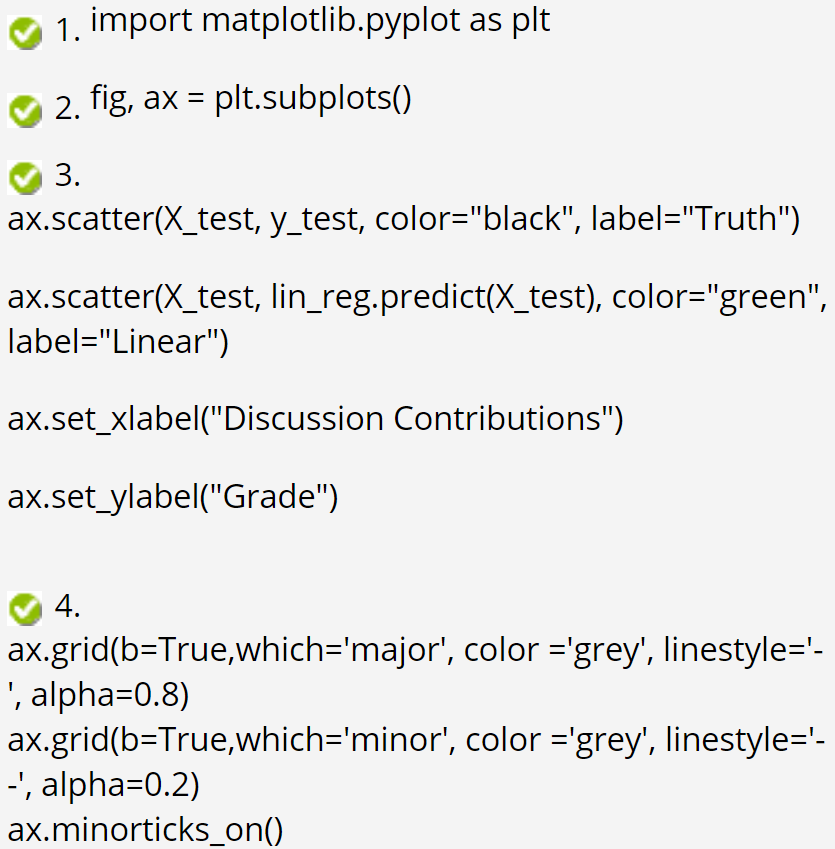 1. import matplotlib.pyplot as plt
2. fig, ax = plt.subplots()
3.
ax.scatter(X_test, y_test, color="black", label="Truth")
ax.scatter(X_test, lin_reg.predict(X_test), color="green",
label="Linear")
ax.set_xlabel("Discussion Contributions")
ax.set_ylabel("Grade")
4.
ax.grid(b=True,which='major', color ='grey', linestyle='-
', alpha=0.8)
ax.grid(b=True,which='minor', color ='grey', linestyle='-
-', alpha=0.2)
ax.minorticks_on()